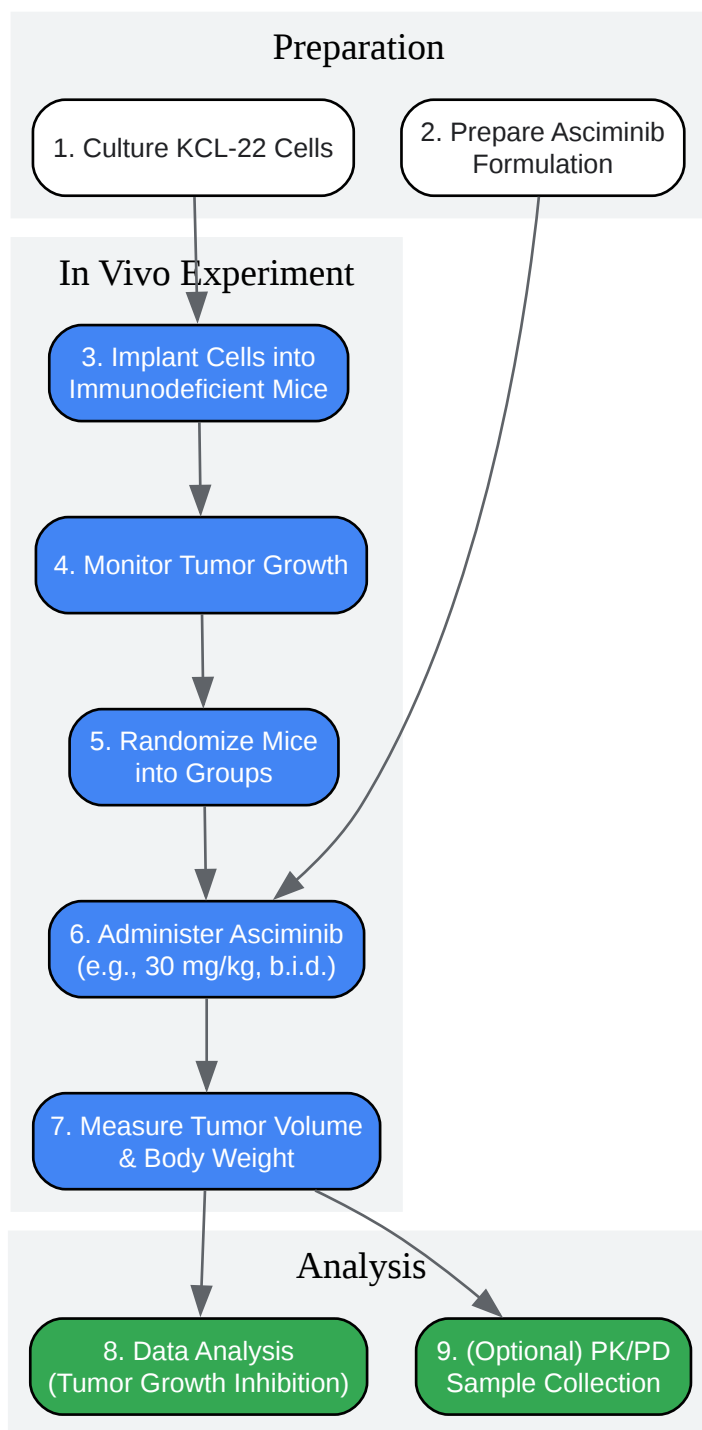 Preparation
1. Culture KCL-22 Cells
2. Prepare Asciminib
Formulation
In Vivo Experiment
3. Implant Cells into
Immunodeficient Mice
4. Monitor Tumor Growth
5. Randomize Mice
into Groups
6. Administer Asciminib
(e.g., 30 mg/kg, b.i.d.)
7. Measure Tumor Volume
& Body Weight
Analysis
8. Data Analysis
(Tumor Growth Inhibition)
9. (Optional) PK/PD
Sample Collection